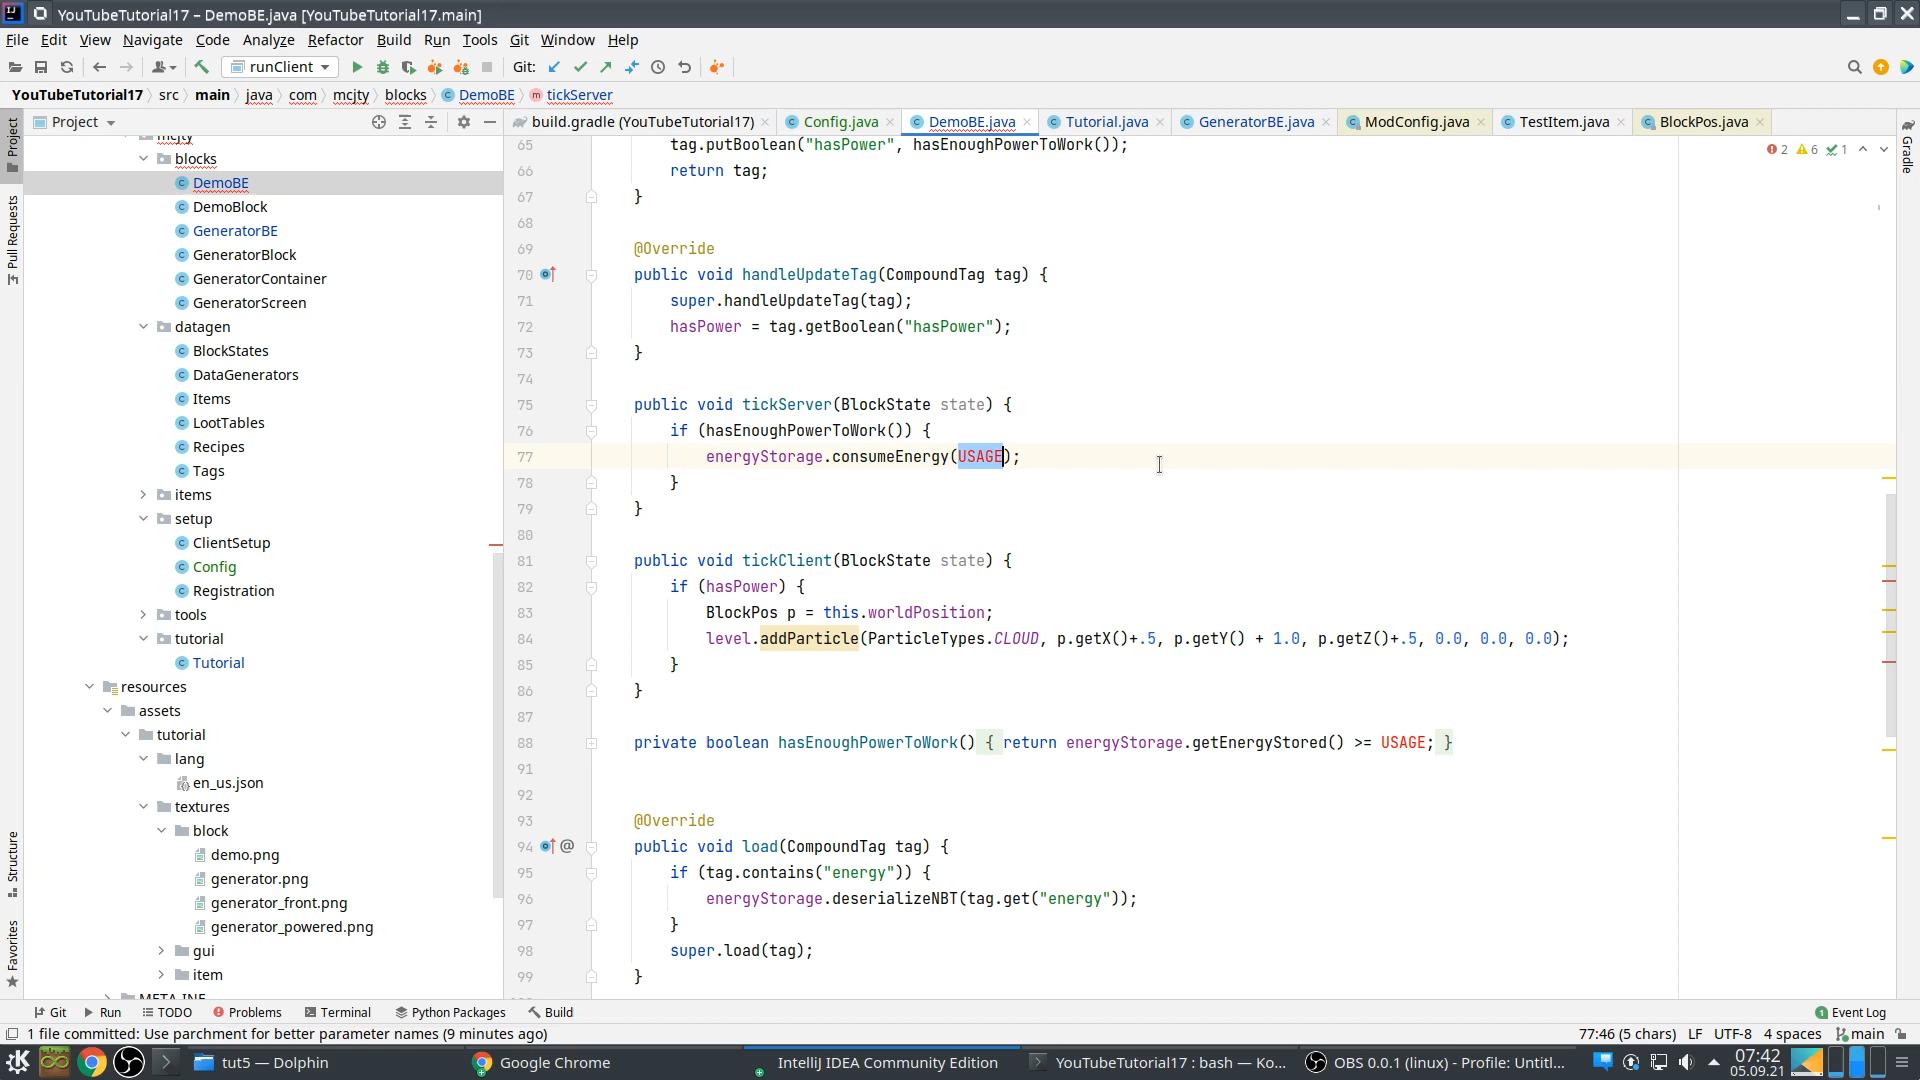 YouTubeTutorial17 – DemoBE.java [YouTubeTutorial17.main]
File Edit View Navigate Code Analyze Refactor Build Run Tools Git Window Help
runClient Git:
YouTubeTutorial17 src main java com mcjty blocks DemoBE tickServer
Project
build.gradle (YouTubeTutorial17) Config.java DemoBE.java Tutorial.java GeneratorBE.java ModConfig.java TestItem.java BlockPos.java
Project
Pull Requests
Structure
Favorites
Gradle
mcjty
blocks
DemoBE
DemoBlock
GeneratorBE
GeneratorBlock
GeneratorContainer
GeneratorScreen
datagen
BlockStates
DataGenerators
Items
LootTables
Recipes
Tags
items
setup
ClientSetup
Config
Registration
tools
tutorial
Tutorial
resources
assets
tutorial
lang
en_us.json
textures
block
demo.png
generator.png
generator_front.png
generator_powered.png
gui
item
META-INF
2 6 1
65 tag.putBoolean("hasPower", hasEnoughPowerToWork());
66 return tag;
67 }
68
69 @Override
70 public void handleUpdateTag(CompoundTag tag) {
71 super.handleUpdateTag(tag);
72 hasPower = tag.getBoolean("hasPower");
73 }
74
75 public void tickServer(BlockState state) {
76 if (hasEnoughPowerToWork()) {
77 energyStorage.consumeEnergy(USAGE);
78 }
79 }
80
81 public void tickClient(BlockState state) {
82 if (hasPower) {
83 BlockPos p = this.worldPosition;
84 level.addParticle(ParticleTypes.CLOUD, p.getX()+.5, p.getY() + 1.0, p.getZ()+.5, 0.0, 0.0, 0.0);
85 }
86 }
87
88 private boolean hasEnoughPowerToWork() { return energyStorage.getEnergyStored() >= USAGE; }
91
92
93 @Override
94 @ public void load(CompoundTag tag) {
95 if (tag.contains("energy")) {
96 energyStorage.deserializeNBT(tag.get("energy"));
97 }
98 super.load(tag);
99 }
Git Run TODO Problems Terminal Python Packages Build 1 Event Log
1 file committed: Use parchment for better parameter names (9 minutes ago) 77:46 (5 chars) LF UTF-8 4 spaces main
tut5 — Dolphin Google Chrome IntelliJ IDEA Community Edition YouTubeTutorial17 : bash — Ko... OBS 0.0.1 (linux) - Profile: Untitl... 07:42
05.09.21